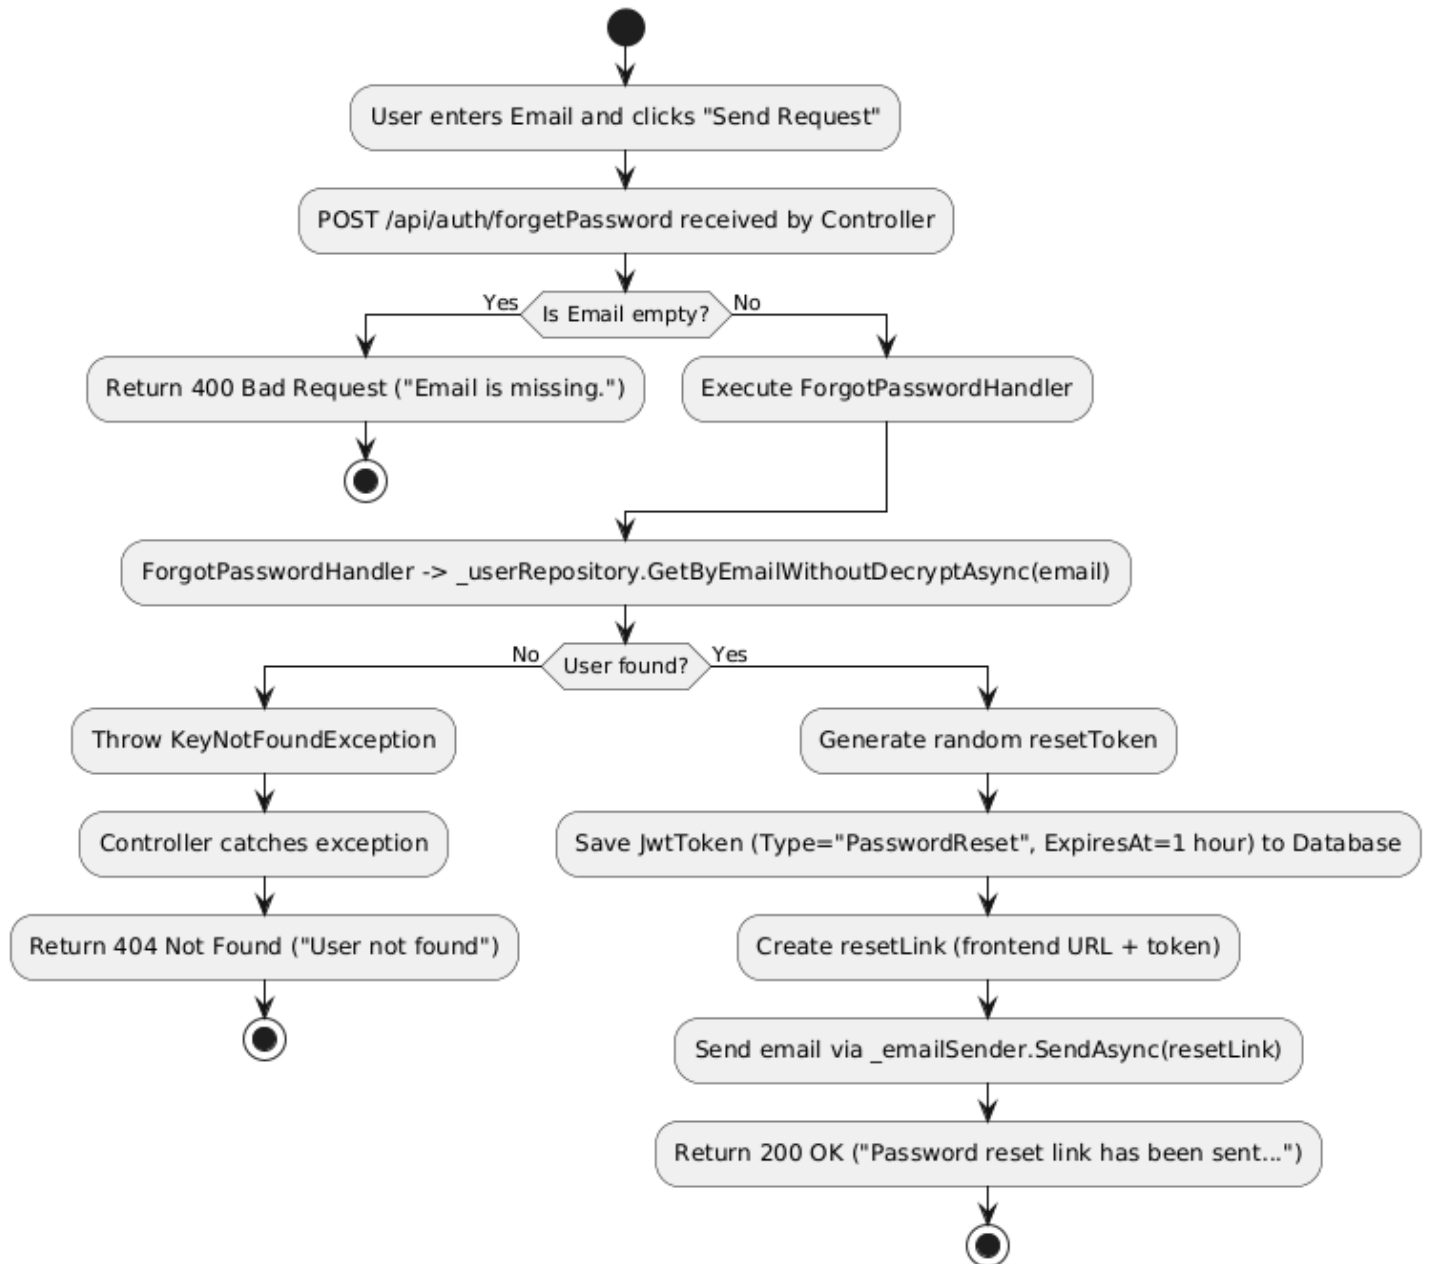 User enters Email and clicks "Send Request"
POST /api/auth/forgetPassword received by Controller
Yes
Is Email empty?
No
Return 400 Bad Request ("Email is missing.")
Execute ForgotPasswordHandler
ForgotPasswordHandler -> _userRepository.GetByEmailWithoutDecryptAsync(email)
No
User found?
Yes
Throw KeyNotFoundException
Generate random resetToken
Controller catches exception
Save JwtToken (Type="PasswordReset", ExpiresAt=1 hour) to Database
Return 404 Not Found ("User not found")
Create resetLink (frontend URL + token)
Send email via _emailSender.SendAsync(resetLink)
Return 200 OK ("Password reset link has been sent...")